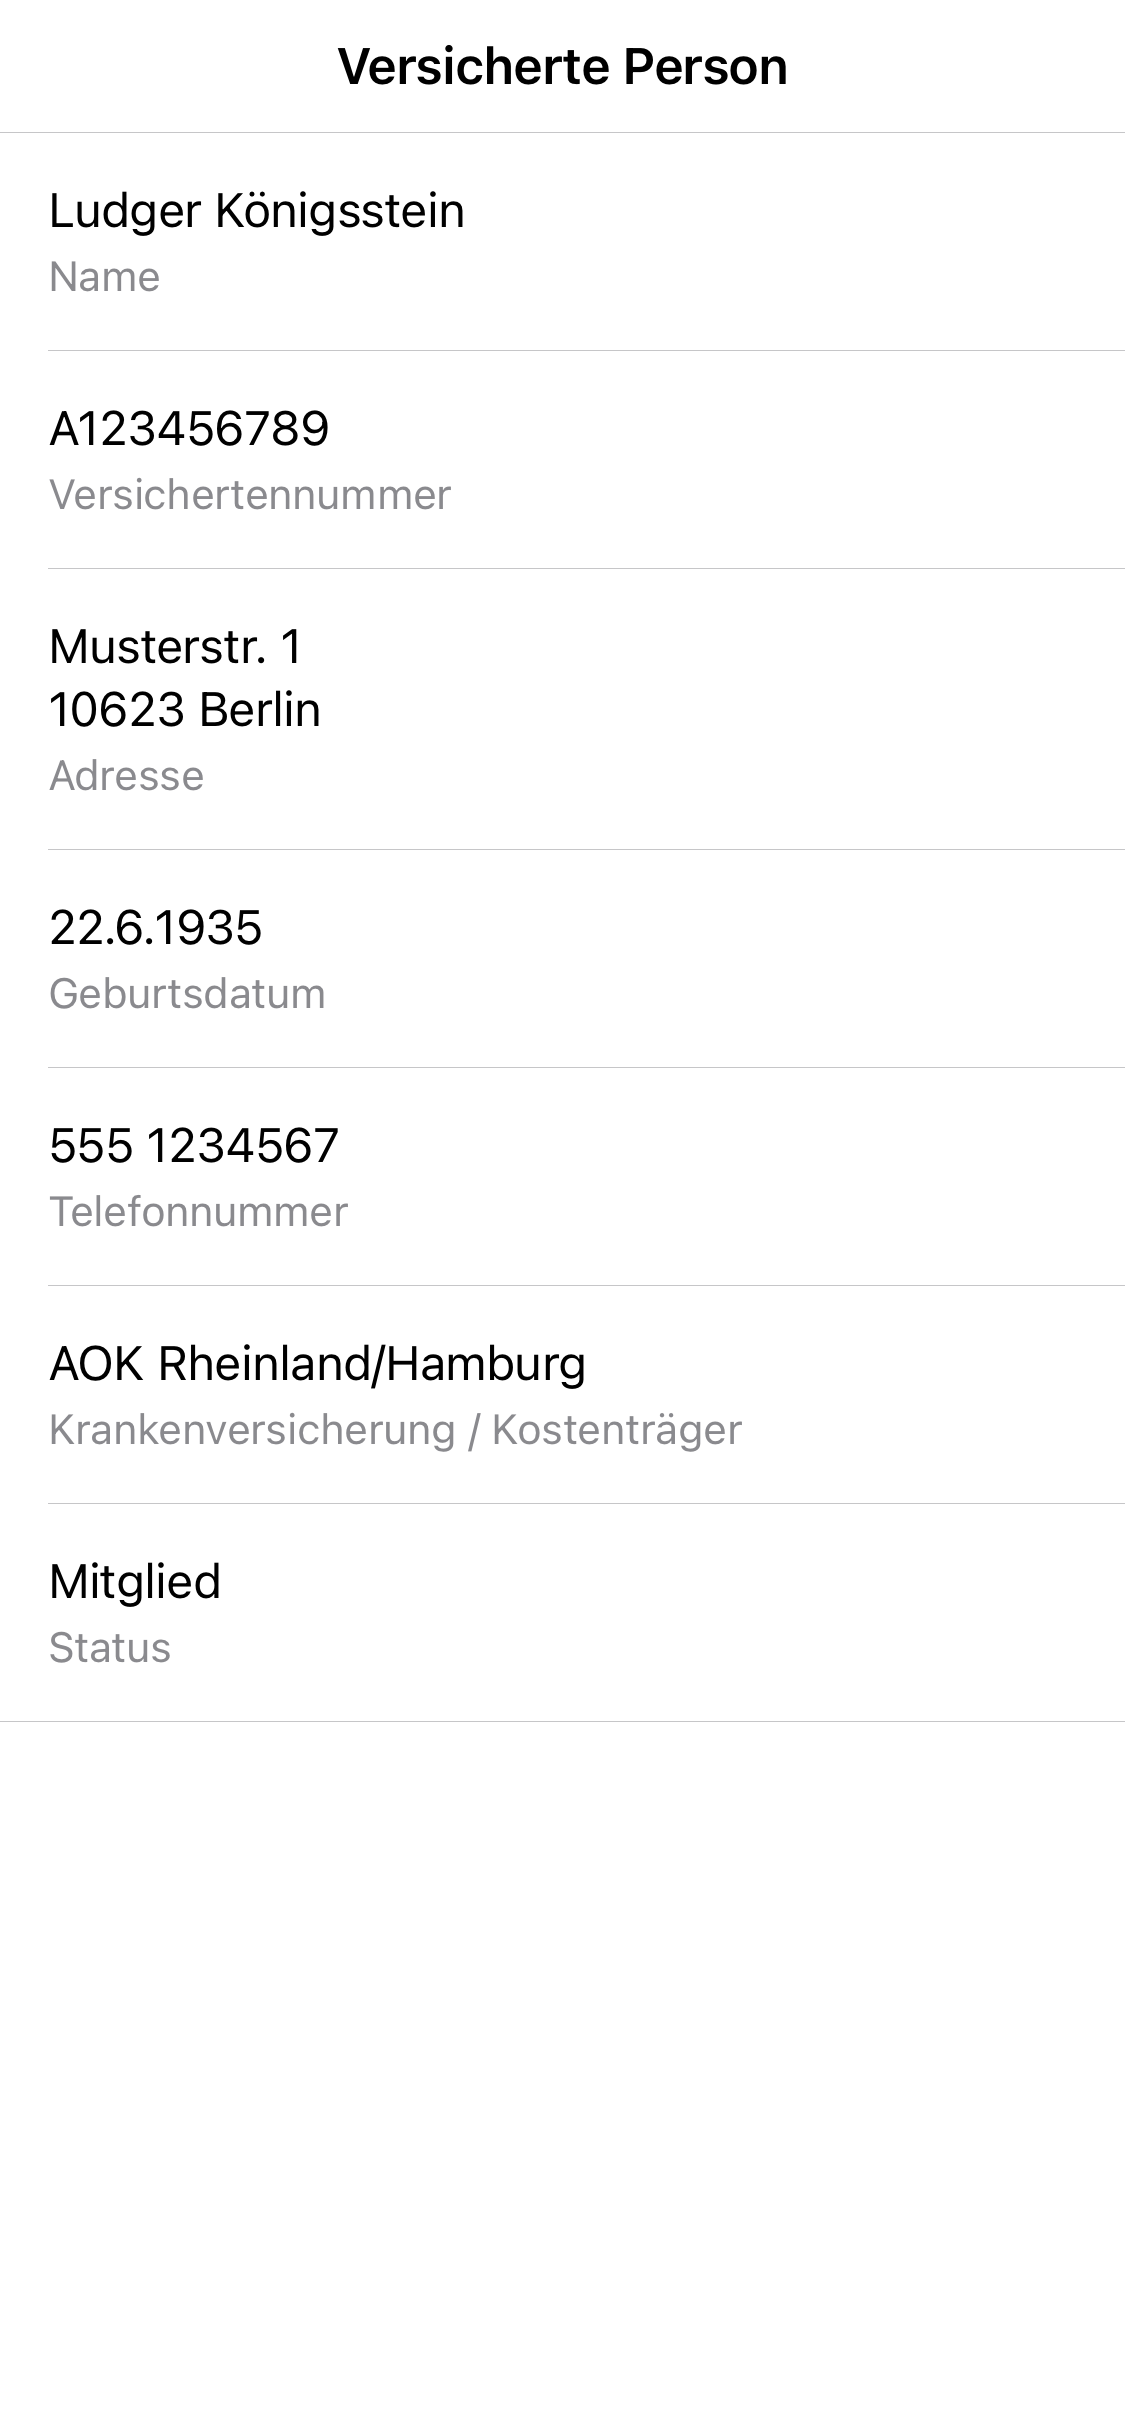 Versicherte Person
Ludger Königsstein
Name
A123456789
Versichertennummer
Musterstr. 1
10623 Berlin
Adresse
22.6.1935
Geburtsdatum
555 1234567
Telefonnummer
AOK Rheinland/Hamburg
Krankenversicherung / Kostenträger
Mitglied
Status